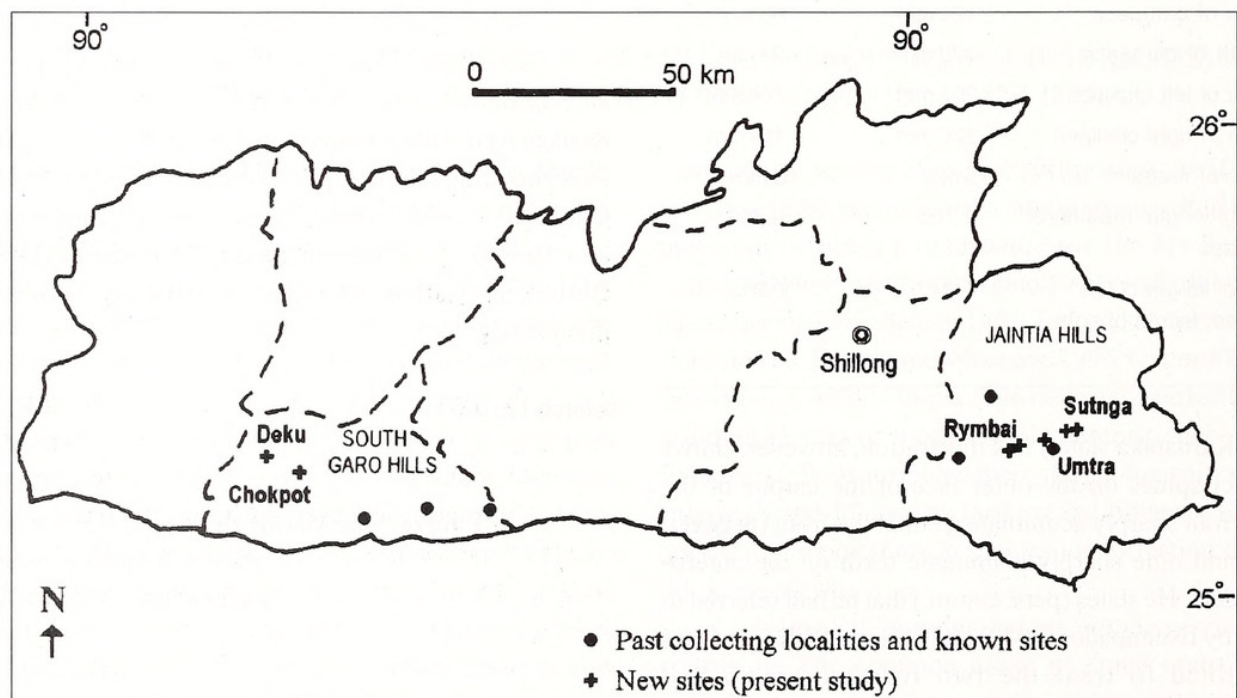 90°
90°
0 50 km
26°
JAINTIA HILLS
Shillong
Sutnga
Rymbai
Deku
SOUTH
GARO HILLS
Umtra
Chokpot
25°
N
Past collecting localities and known sites
New sites (present study)